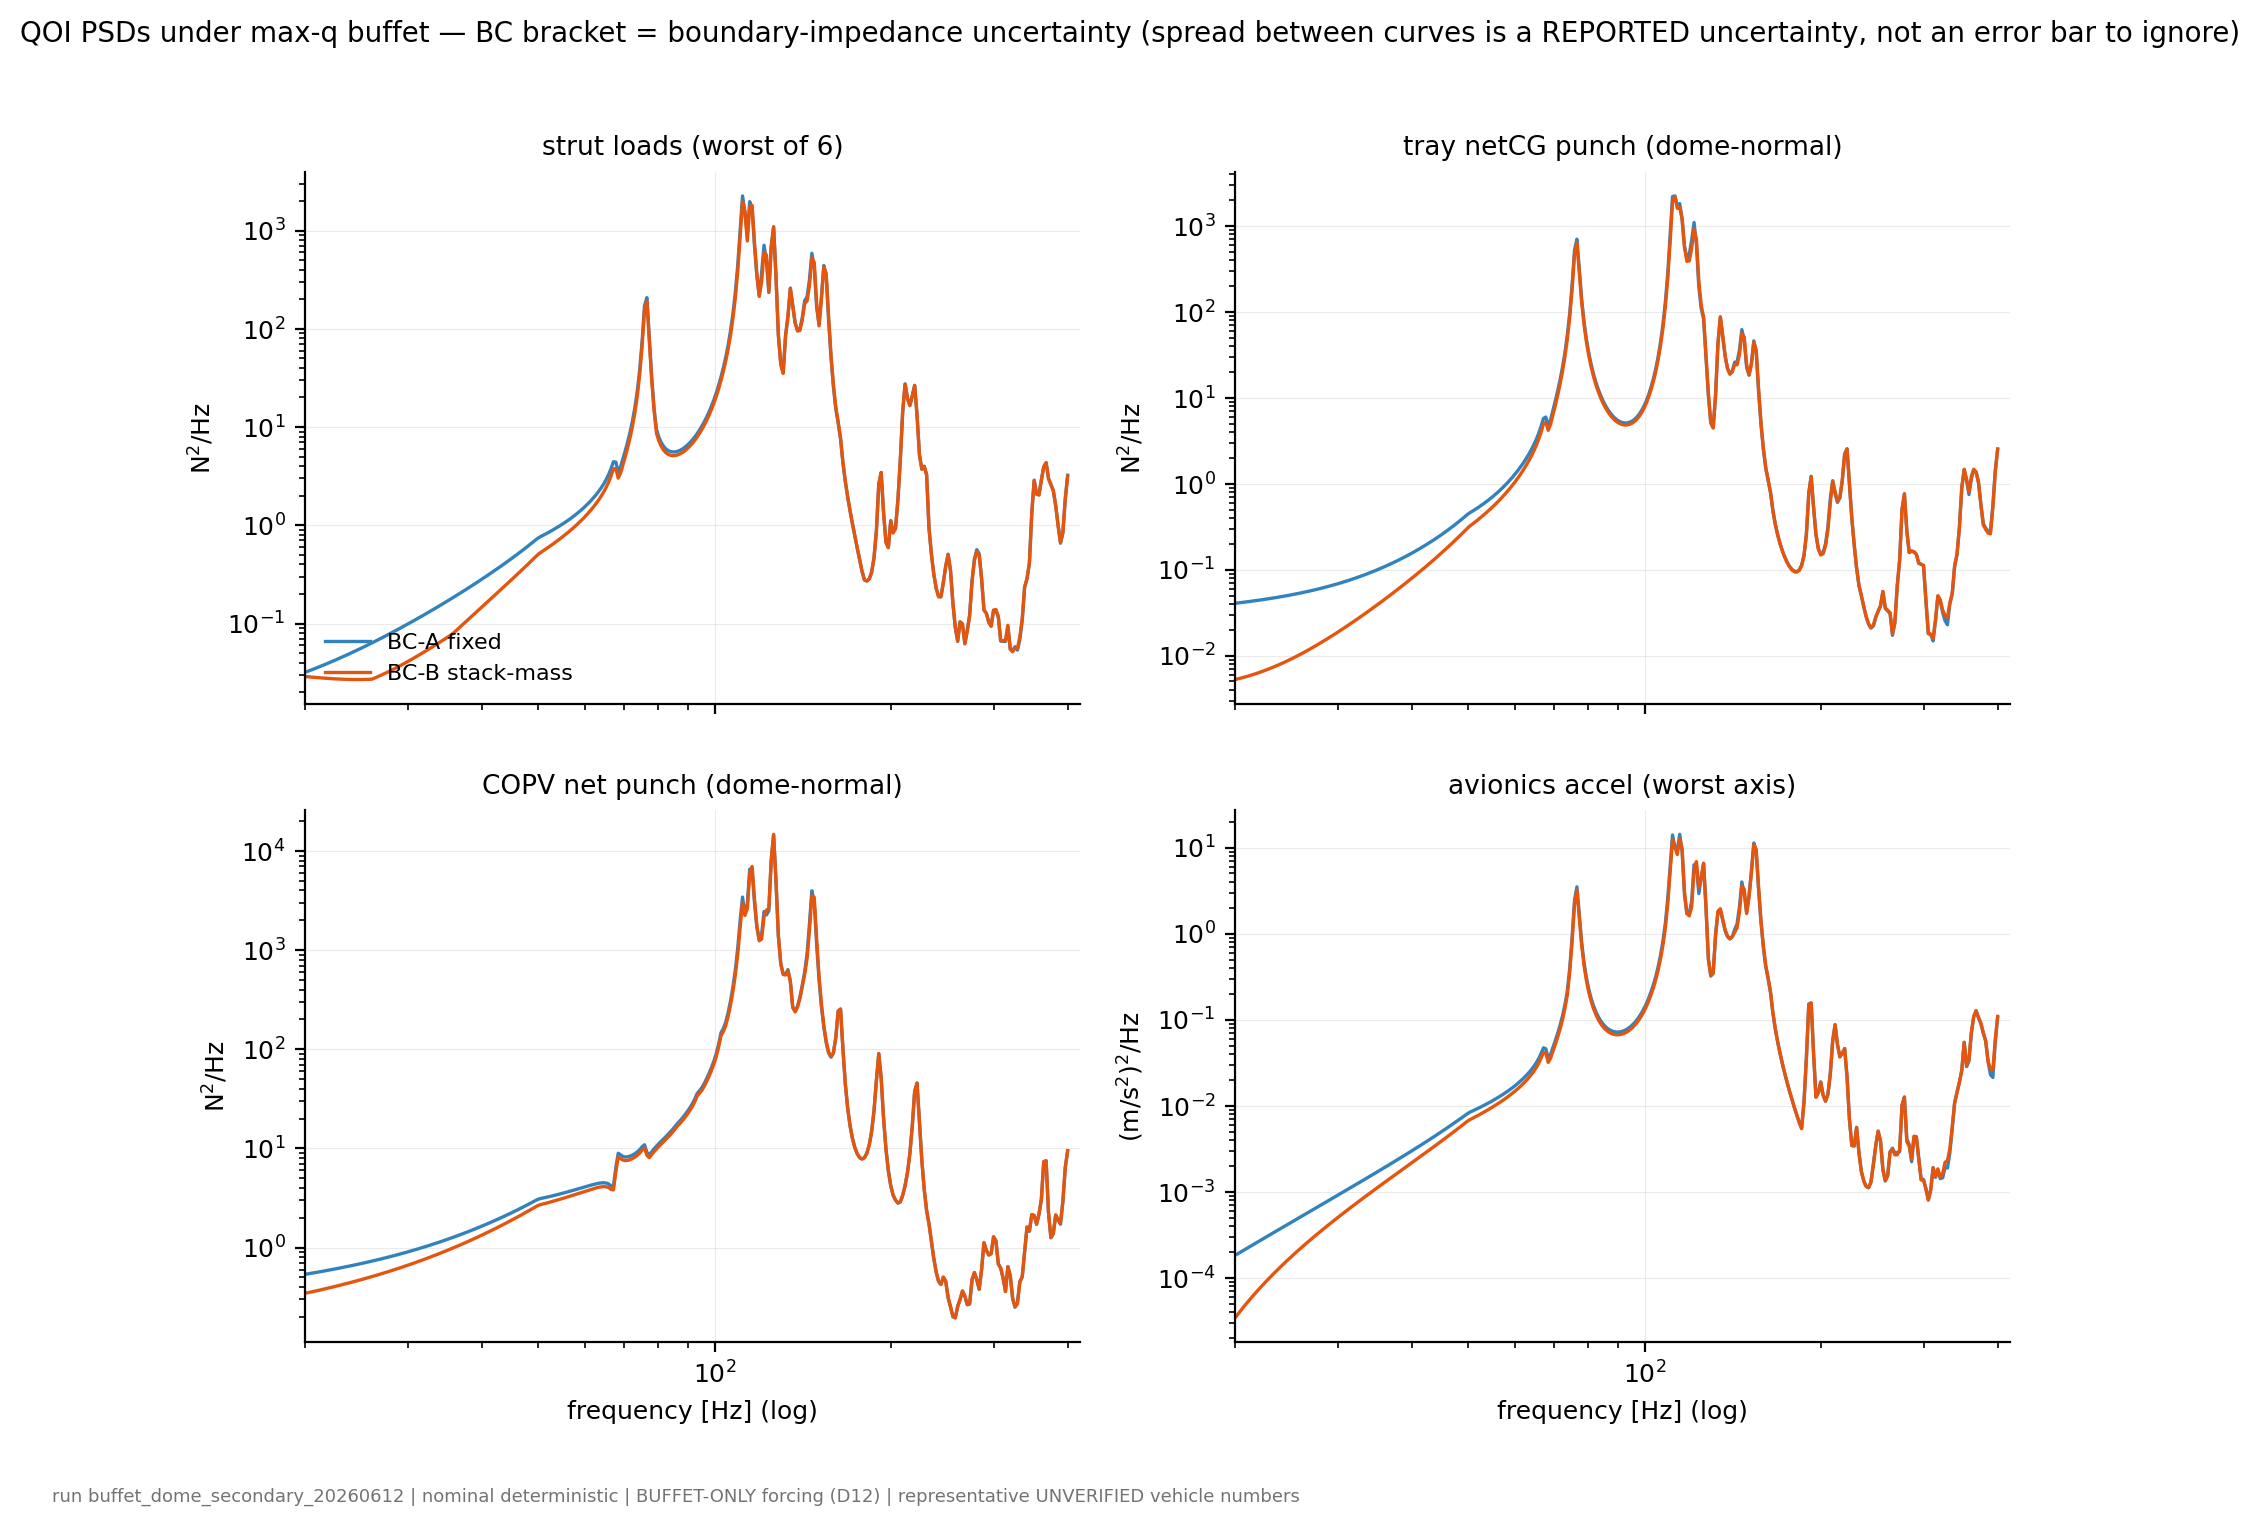 QOI PSDs under max-q buffet — BC bracket = boundary-impedance uncertainty (spread between curves is a REPORTED uncertainty, not an error bar to ignore)
strut loads (worst of 6)
N²/Hz
10³
10²
10¹
10⁰
10⁻¹
BC-A fixed
BC-B stack-mass
tray netCG punch (dome-normal)
N²/Hz
10³
10²
10¹
10⁰
10⁻¹
10⁻²
COPV net punch (dome-normal)
N²/Hz
10⁴
10³
10²
10¹
10⁰
10²
frequency [Hz] (log)
avionics accel (worst axis)
(m/s²)²/Hz
10¹
10⁰
10⁻¹
10⁻²
10⁻³
10⁻⁴
10²
frequency [Hz] (log)
run buffet_dome_secondary_20260612 | nominal deterministic | BUFFET-ONLY forcing (D12) | representative UNVERIFIED vehicle numbers